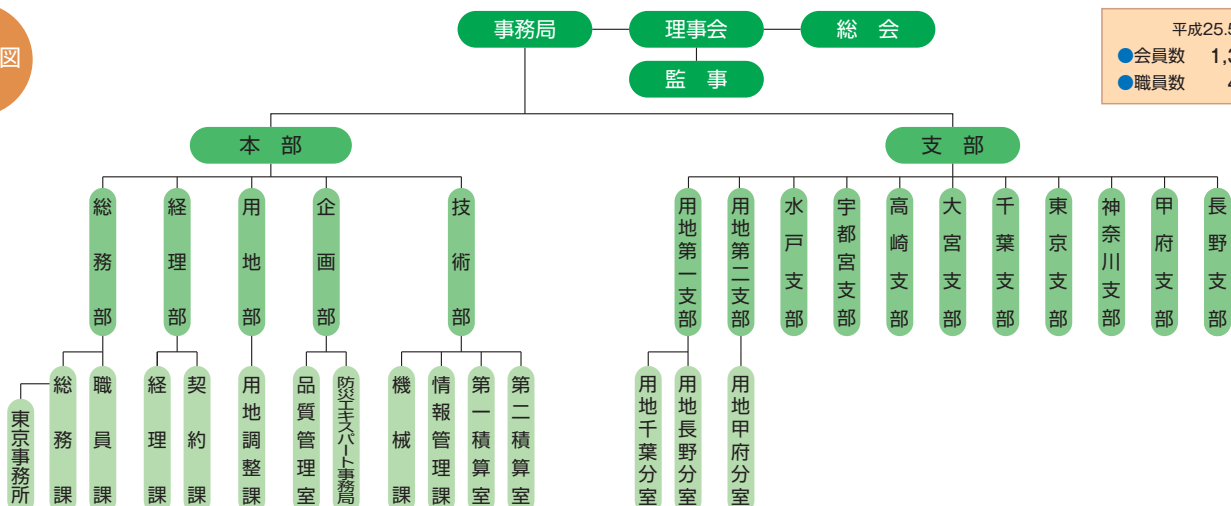 図
事務局
理事会
総 会
監 事
平成25.5
●会員数 1,3
●職員数 4
本 部
支 部
総務部
経理部
用地部
企画部
技術部
用地第一支部
用地第二支部
水戸支部
宇都宮支部
高崎支部
大宮支部
千葉支部
東京支部
神奈川支部
甲府支部
長野支部
東京事務所
総務課
職員課
経理課
契約課
用地調整課
品質管理室
防災エキスパート事務局
機械課
情報管理課
第一積算室
第二積算室
用地千葉分室
用地長野分室
用地甲府分室